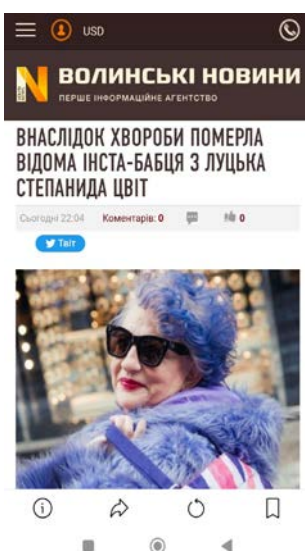 USD
ВОЛИНСЬКІ НОВИНИ
ПЕРШЕ ІНФОРМАЦІЙНЕ АГЕНТСТВО
ВНАСЛІДОК ХВОРОБИ ПОМЕРЛА
ВІДОМА ІНСТА-БАБЦЯ З ЛУЦЬКА
СТЕПАНИДА ЦВІТ
Сьогодні 22:04 Коментарів: 0 0
Твіт